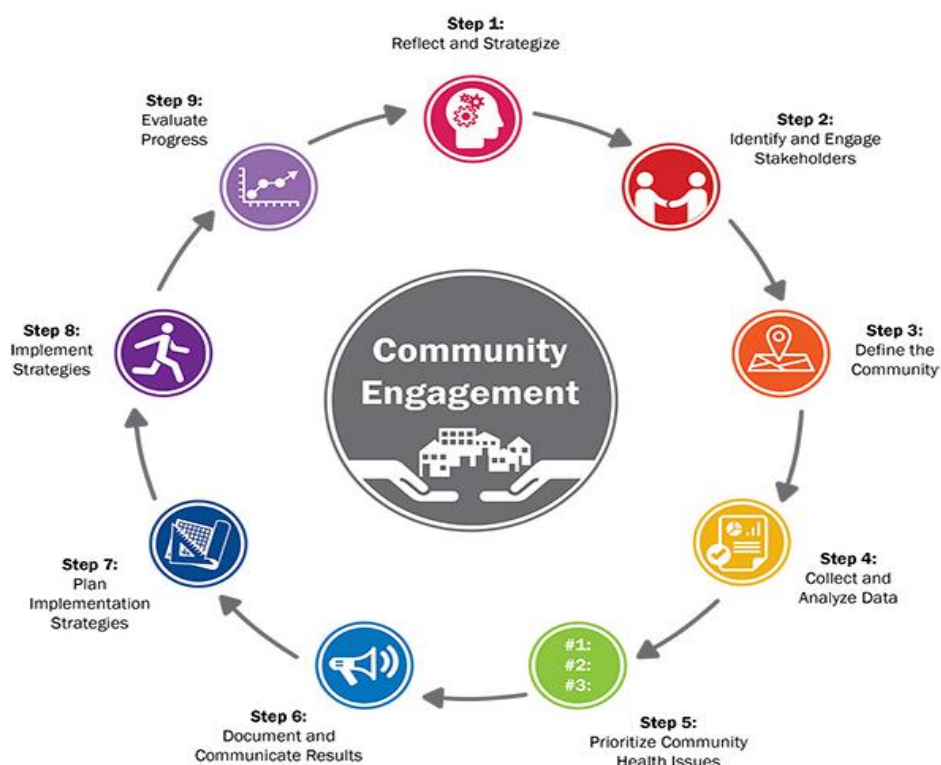 Step 1:
Reflect and Strategize
Step 2:
Identify and Engage
Stakeholders
Step 3:
Define the
Community
Step 4:
Collect and
Analyze Data
Step 5:
Prioritize Community
Health Issues
Step 6:
Document and
Communicate Results
Step 7:
Plan
Implementation
Strategies
Step 8:
Implement
Strategies
Step 9:
Evaluate
Progress
Community
Engagement
#1:
#2:
#3: